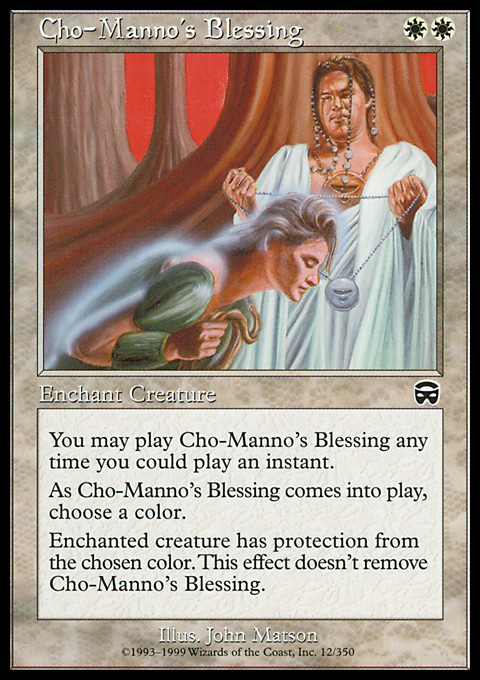 Cho-Manno's Blessing
Enchant Creature
You may play Cho-Manno's Blessing any
time you could play an instant.
As Cho-Manno's Blessing comes into play,
choose a color.
Enchanted creature has protection from
the chosen color. This effect doesn't remove
Cho-Manno's Blessing.
Illus. John Matson
©1993–1999 Wizards of the Coast, Inc. 12/350